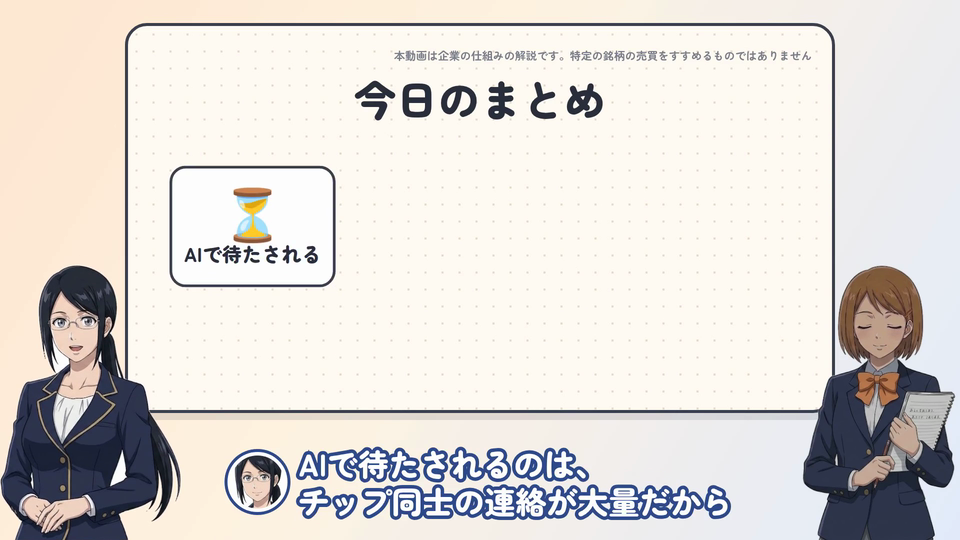 本動画は企業の仕組みの解説です。特定の銘柄の売買をすすめるものではありません
今日のまとめ
AIで待たされる
AIで待たされるのは、
チップ同士の連絡が大量だから